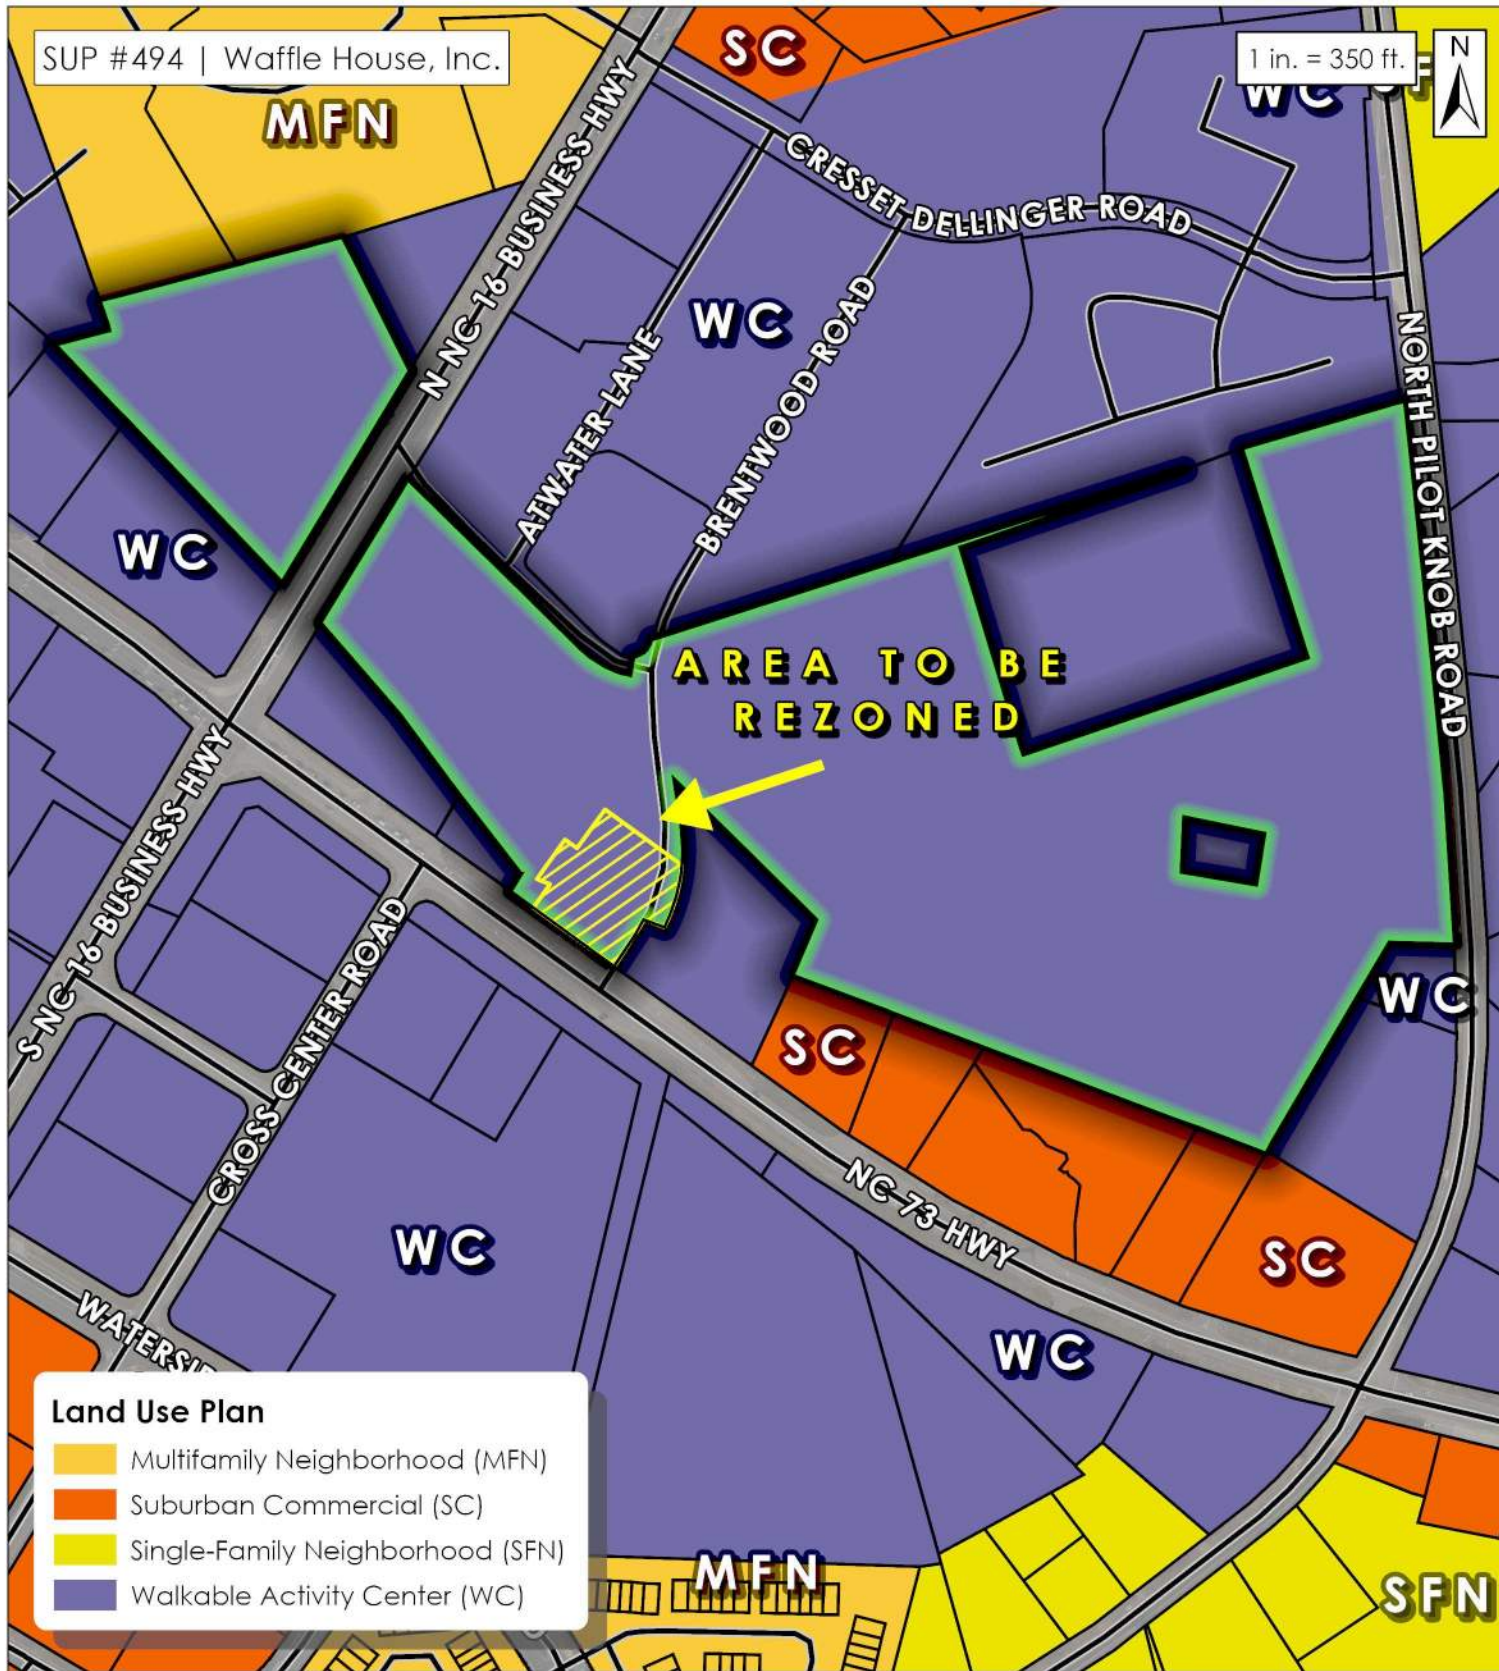 SUP #494 | Waffle House, Inc.
1 in. = 350 ft.
N
SC
MFN
WC
CRESSET DELLINGER ROAD
N NC 16 BUSINESS HWY
WC
ATWATER LANE
BRENTWOOD ROAD
NORTH PILOT KNOB ROAD
WC
AREA TO BE
REZONED
S NC 16 BUSINESS HWY
CROSS CENTER ROAD
WC
SC
NC 73 HWY
WC
SC
WC
Land Use Plan
Multifamily Neighborhood (MFN)
Suburban Commercial (SC)
Single-Family Neighborhood (SFN)
Walkable Activity Center (WC)
MFN
SFN